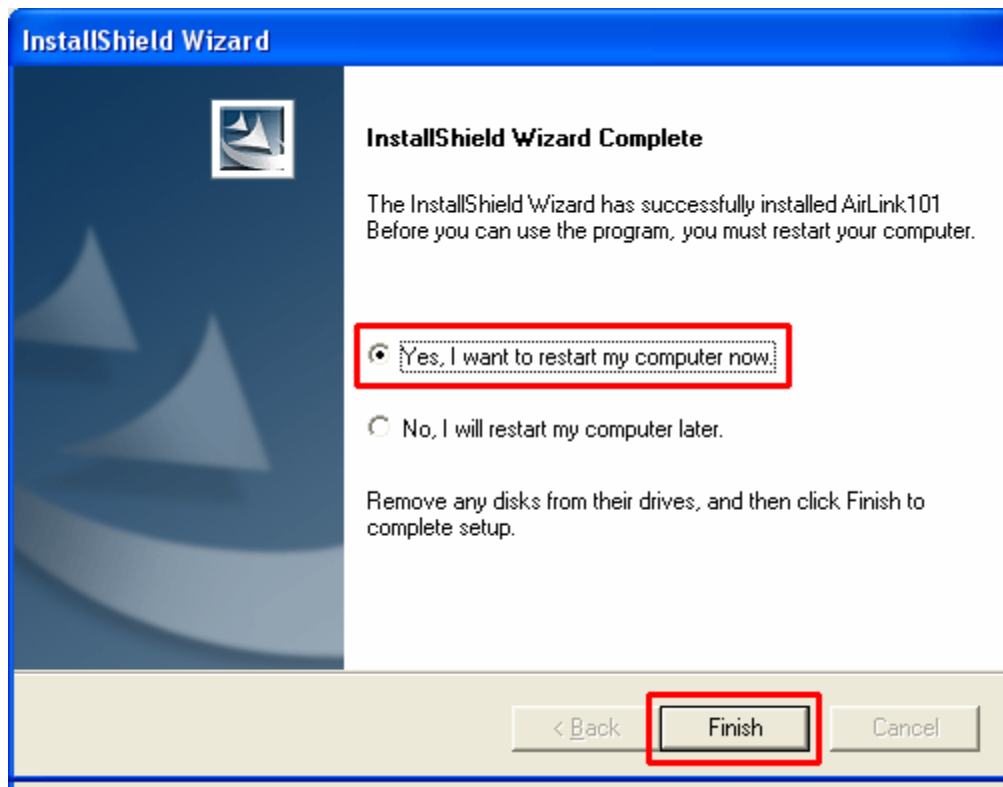 InstallShield Wizard
InstallShield Wizard Complete
The InstallShield Wizard has successfully installed AirLink101
Before you can use the program, you must restart your computer.
Yes, I want to restart my computer now.
No, I will restart my computer later.
Remove any disks from their drives, and then click Finish to
complete setup.
< Back Finish Cancel